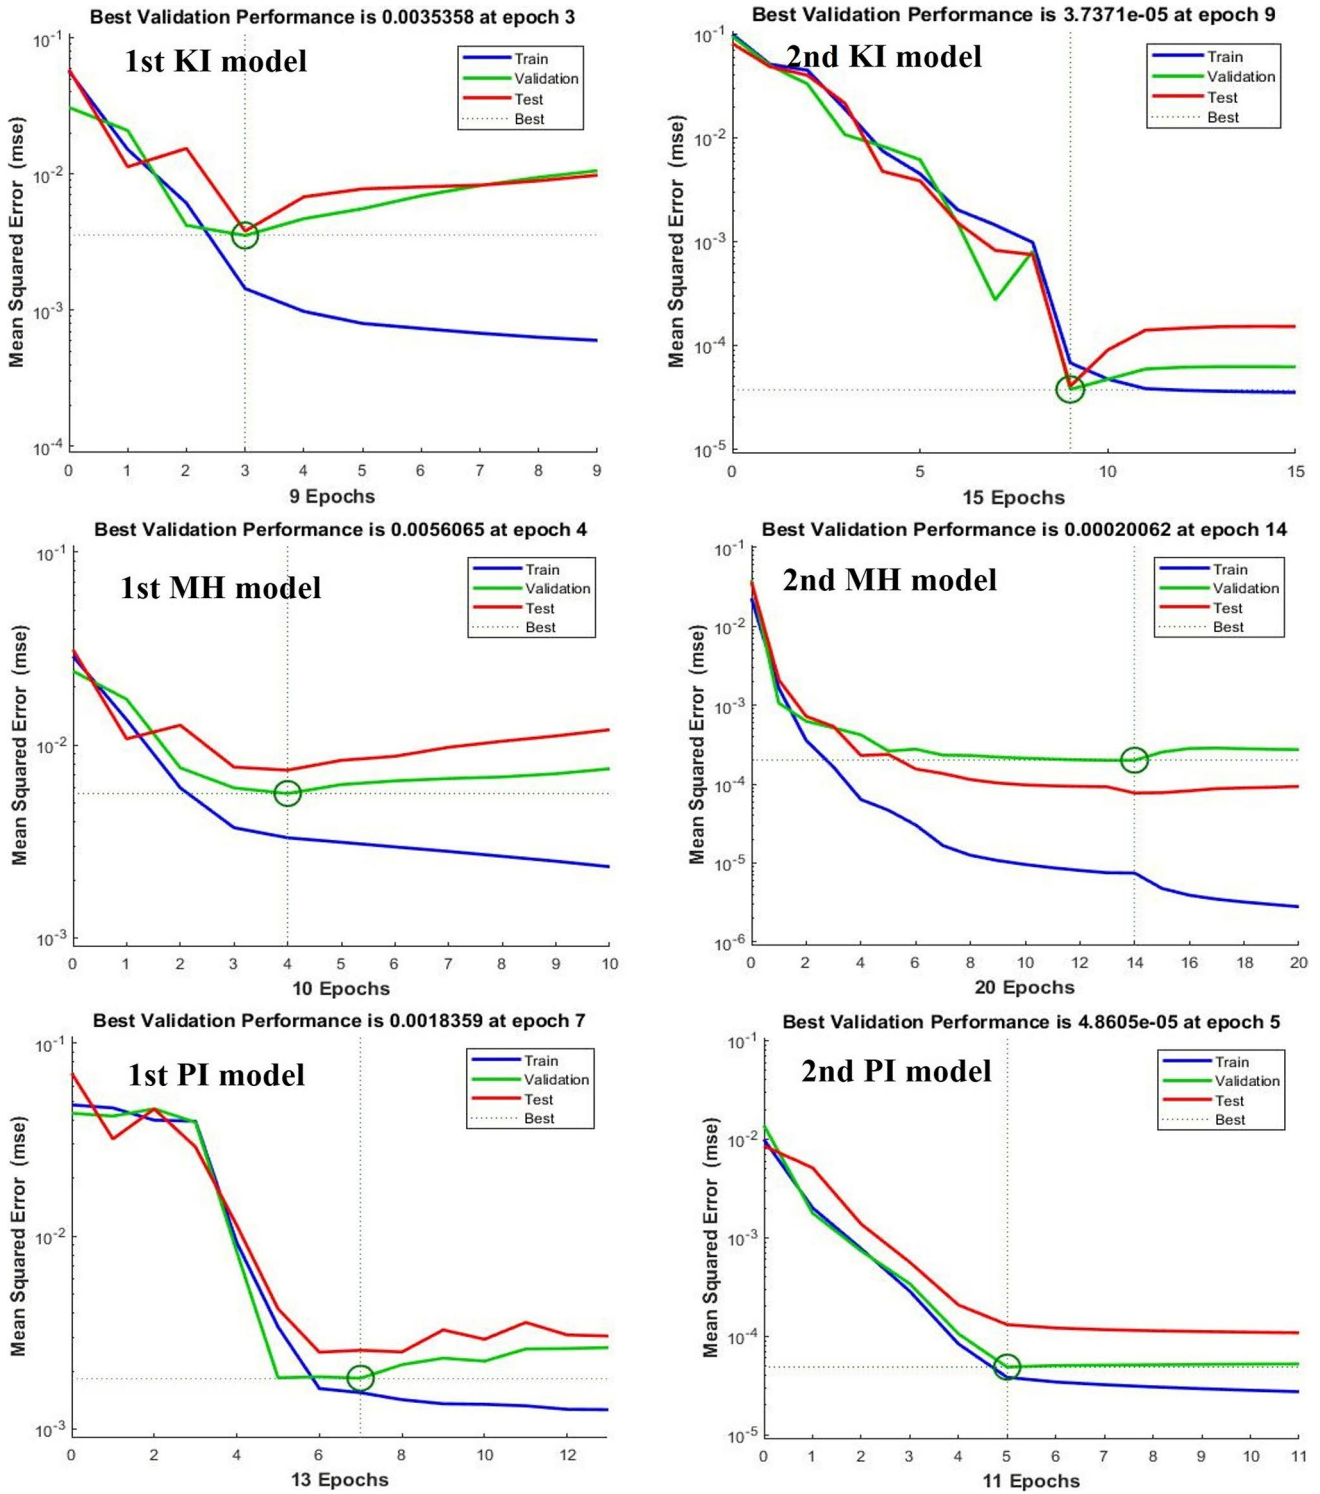 Best Validation Performance is 0.0035358 at epoch 3
1st KI model
Train
Validation
Test
Best
Mean Squared Error (mse)
10-1
10-2
10-3
10-4
0 1 2 3 4 5 6 7 8 9
9 Epochs
Best Validation Performance is 3.7371e-05 at epoch 9
2nd KI model
Train
Validation
Test
Best
Mean Squared Error (mse)
10-1
10-2
10-3
10-4
10-5
0 5 10 15
15 Epochs
Best Validation Performance is 0.0056065 at epoch 4
1st MH model
Train
Validation
Test
Best
Mean Squared Error (mse)
10-1
10-2
10-3
0 1 2 3 4 5 6 7 8 9 10
10 Epochs
Best Validation Performance is 0.00020062 at epoch 14
2nd MH model
Train
Validation
Test
Best
Mean Squared Error (mse)
10-1
10-2
10-3
10-4
10-5
10-6
0 2 4 6 8 10 12 14 16 18 20
20 Epochs
Best Validation Performance is 0.0018359 at epoch 7
1st PI model
Train
Validation
Test
Best
Mean Squared Error (mse)
10-1
10-2
10-3
0 2 4 6 8 10 12
13 Epochs
Best Validation Performance is 4.8605e-05 at epoch 5
2nd PI model
Train
Validation
Test
Best
Mean Squared Error (mse)
10-1
10-2
10-3
10-4
10-5
0 1 2 3 4 5 6 7 8 9 10 11
11 Epochs